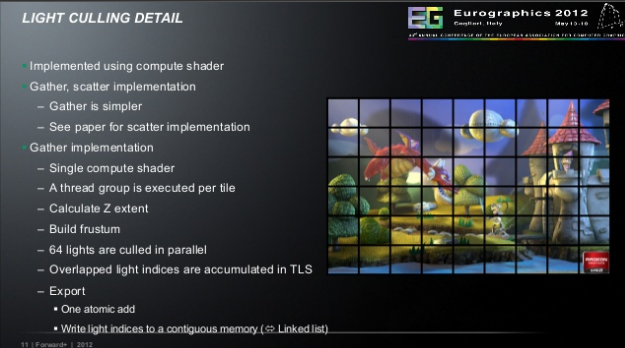 LIGHT CULLING DETAIL
EG Eurographics 2012
Cagliari, Italy May 13-18
Implemented using compute shader
Gather, scatter implementation
– Gather is simpler
– See paper for scatter implementation
Gather implementation
– Single compute shader
– A thread group is executed per tile
– Calculate Z extent
– Build frustum
– 64 lights are culled in parallel
– Overlapped light indices are accumulated in TLS
– Export
▪ One atomic add
▪ Write light indices to a contiguous memory (⇔ Linked list)
11 | Forward+ | 2012